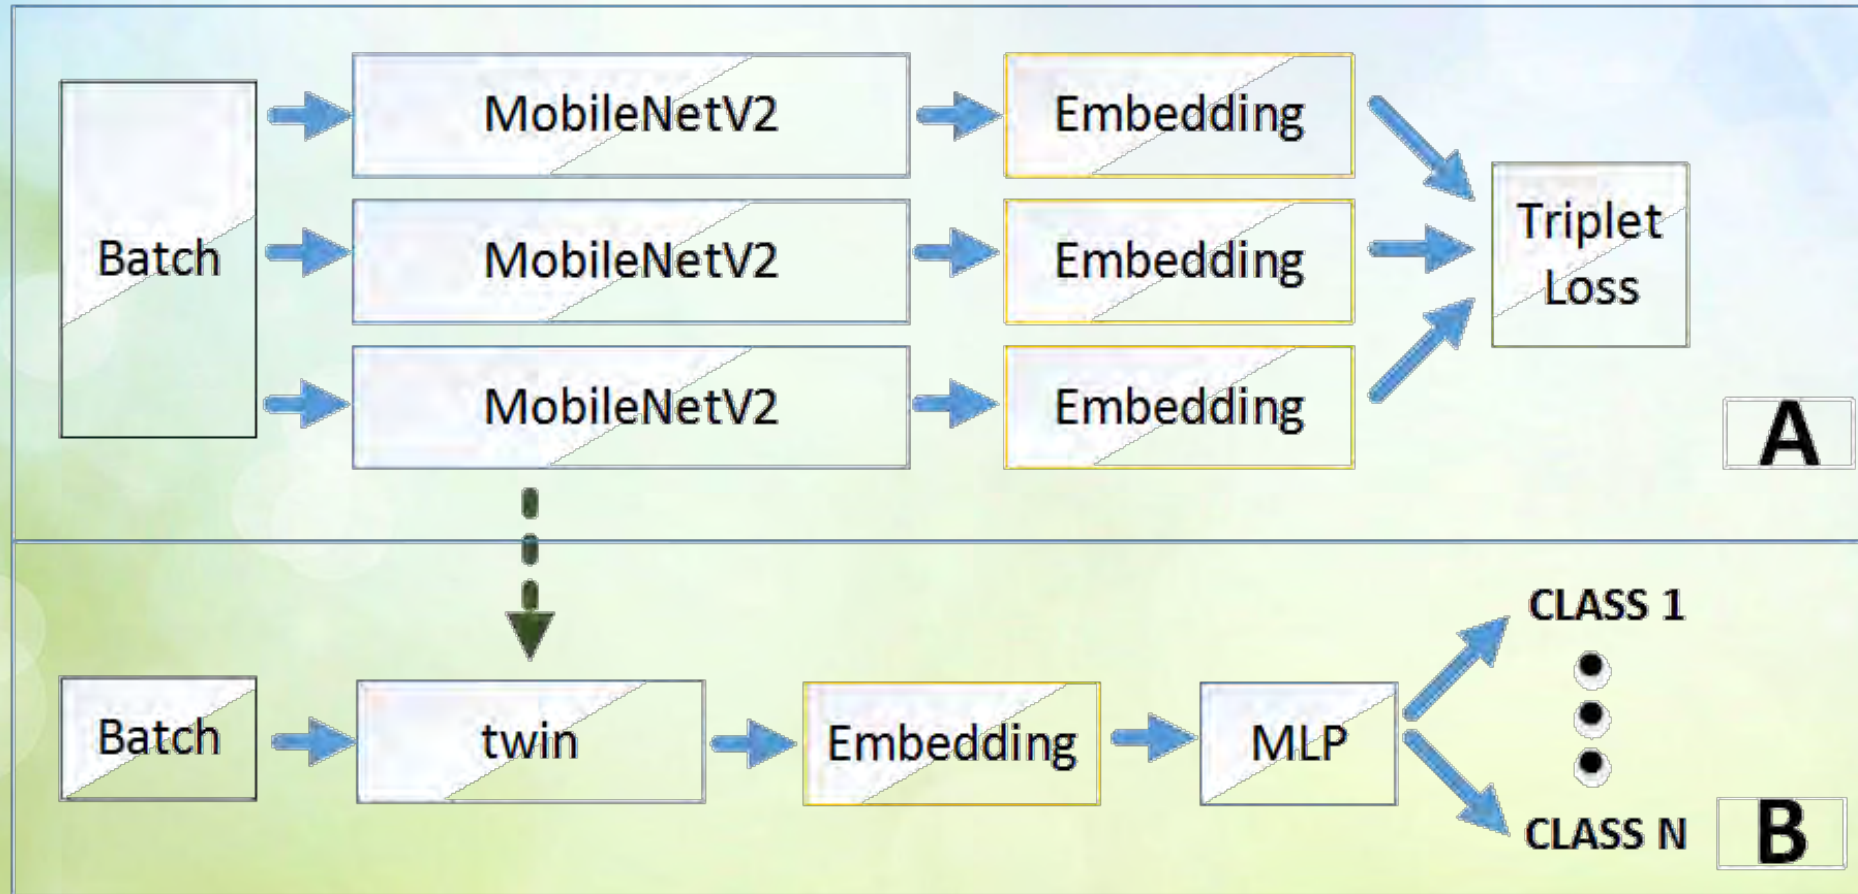 MobileNetV2
Embedding
Batch
MobileNetV2
Embedding
Triplet
Loss
MobileNetV2
Embedding
A
Batch
twin
Embedding
MLP
CLASS 1
CLASS N
B